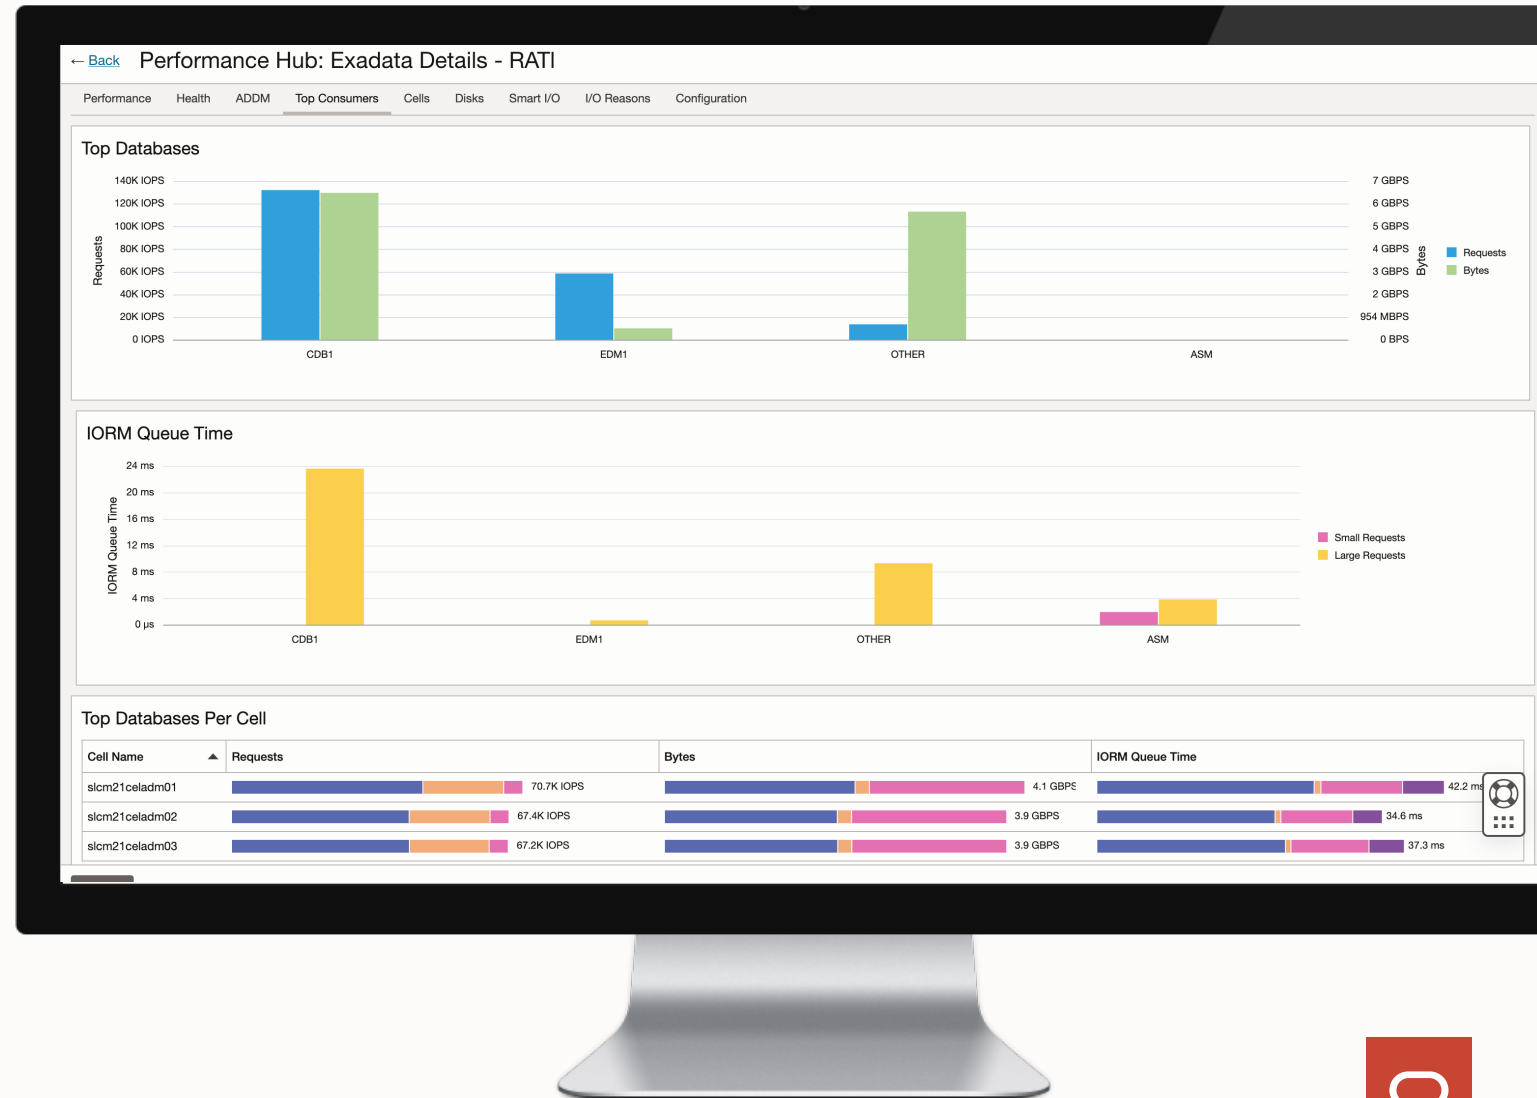 ← Back Performance Hub: Exadata Details - RATI
Performance Health ADDM Top Consumers Cells Disks Smart I/O I/O Reasons Configuration
Top Databases
140K IOPS
120K IOPS
100K IOPS
80K IOPS
60K IOPS
40K IOPS
20K IOPS
0 IOPS
Requests
7 GBPS
6 GBPS
5 GBPS
4 GBPS
3 GBPS
2 GBPS
954 MBPS
0 BPS
Bytes
Requests
Bytes
CDB1 EDM1 OTHER ASM
IORM Queue Time
24 ms
20 ms
16 ms
12 ms
8 ms
4 ms
0 µs
IORM Queue Time
Small Requests
Large Requests
CDB1 EDM1 OTHER ASM
Top Databases Per Cell
Cell Name Requests Bytes IORM Queue Time
slcm21celadm01 70.7K IOPS 4.1 GBPS 42.2 ms
slcm21celadm02 67.4K IOPS 3.9 GBPS 34.6 ms
slcm21celadm03 67.2K IOPS 3.9 GBPS 37.3 ms